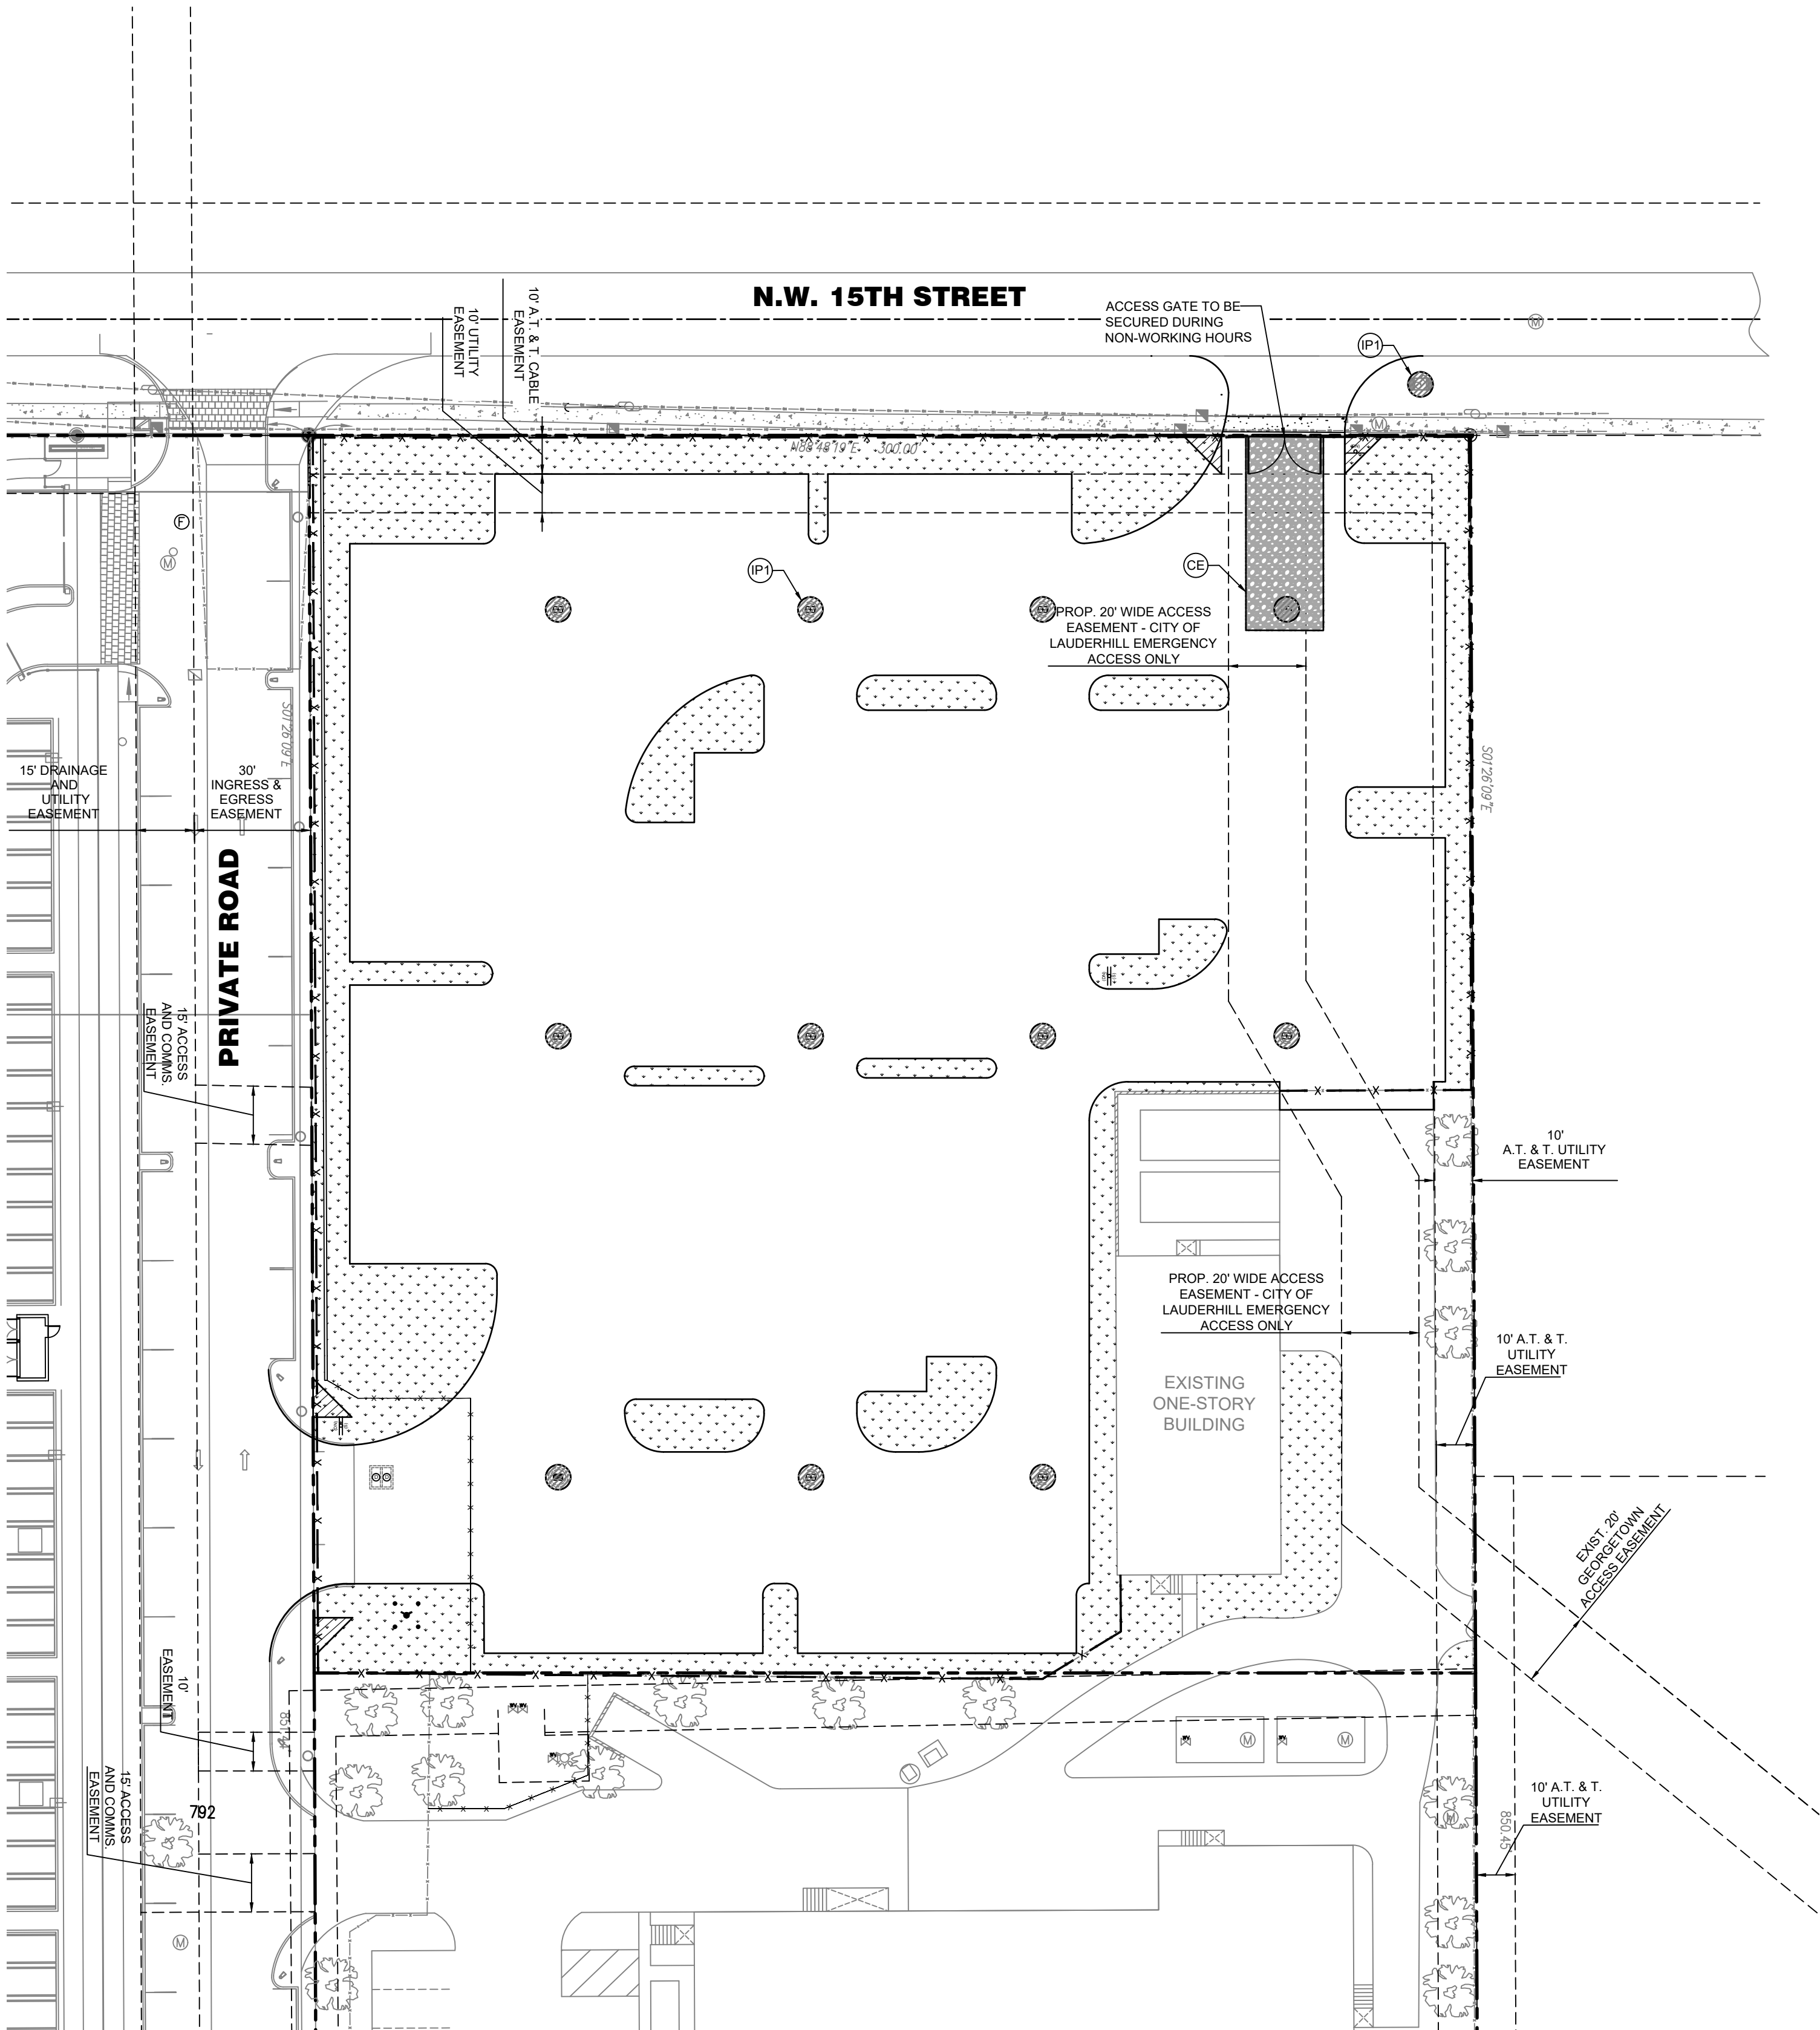 N.W. 15TH STREET
10' UTILITY
EASEMENT
10' A.T. & T. CABLE
EASEMENT
ACCESS GATE TO BE
SECURED DURING
NON-WORKING HOURS
IP1
M
M
N88°48'19"E 300.00'
F
M
IP1
CE
PROP. 20' WIDE ACCESS
EASEMENT - CITY OF
LAUDERHILL EMERGENCY
ACCESS ONLY
S01°26'09"E
S01°26'09"E
15' DRAINAGE
AND
UTILITY
EASEMENT
30'
INGRESS &
EGRESS
EASEMENT
PRIVATE ROAD
15' ACCESS
AND COMMS.
EASEMENT
10'
A.T. & T. UTILITY
EASEMENT
PROP. 20' WIDE ACCESS
EASEMENT - CITY OF
LAUDERHILL EMERGENCY
ACCESS ONLY
10' A.T. & T.
UTILITY
EASEMENT
EXISTING
ONE-STORY
BUILDING
EXIST. 20'
GEORGETOWN
ACCESS EASEMENT
10'
EASEMENT
M
M
15' ACCESS
AND COMMS.
EASEMENT
792
10' A.T. & T.
UTILITY
EASEMENT
M
850.45'
M